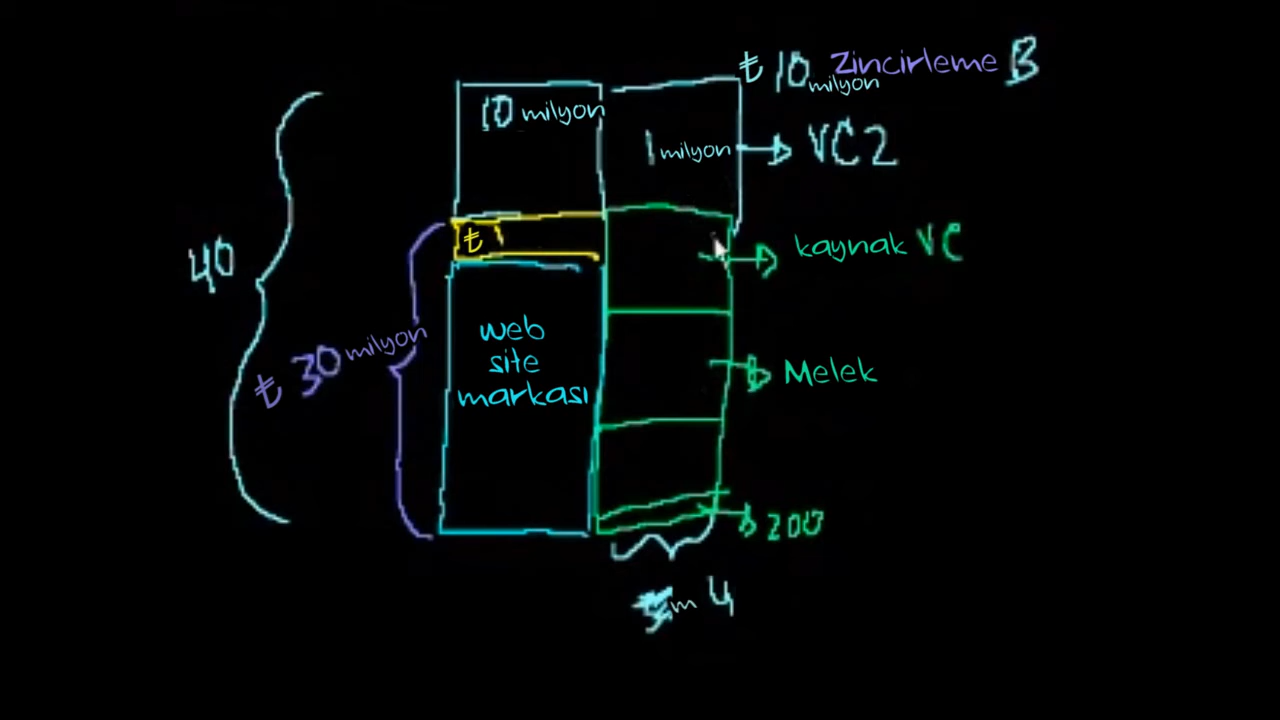 ₺ 10 milyon Zincirleme B
10 milyon
1 milyon
VC2
₺ 1
kaynak VC
40
₺ 30 milyon
web
site
markası
Melek
200
m 4